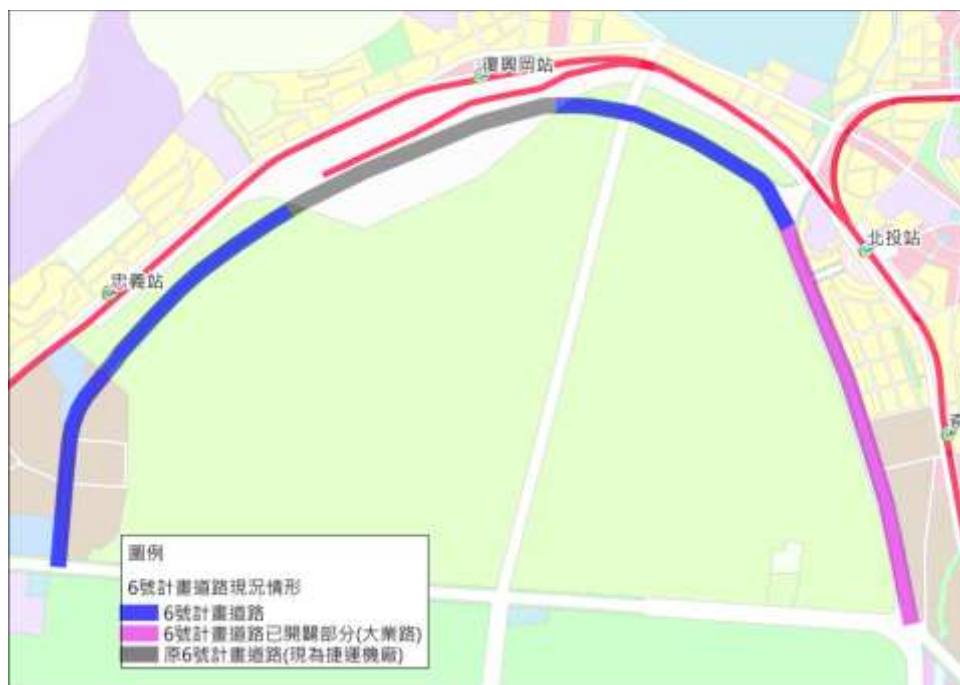 復興岡站
北投站
忠義站
圖例
6號計畫道路現況情形
6號計畫道路
6號計畫道路已開闢部分(大業路)
原6號計畫道路(現為捷運機廠)